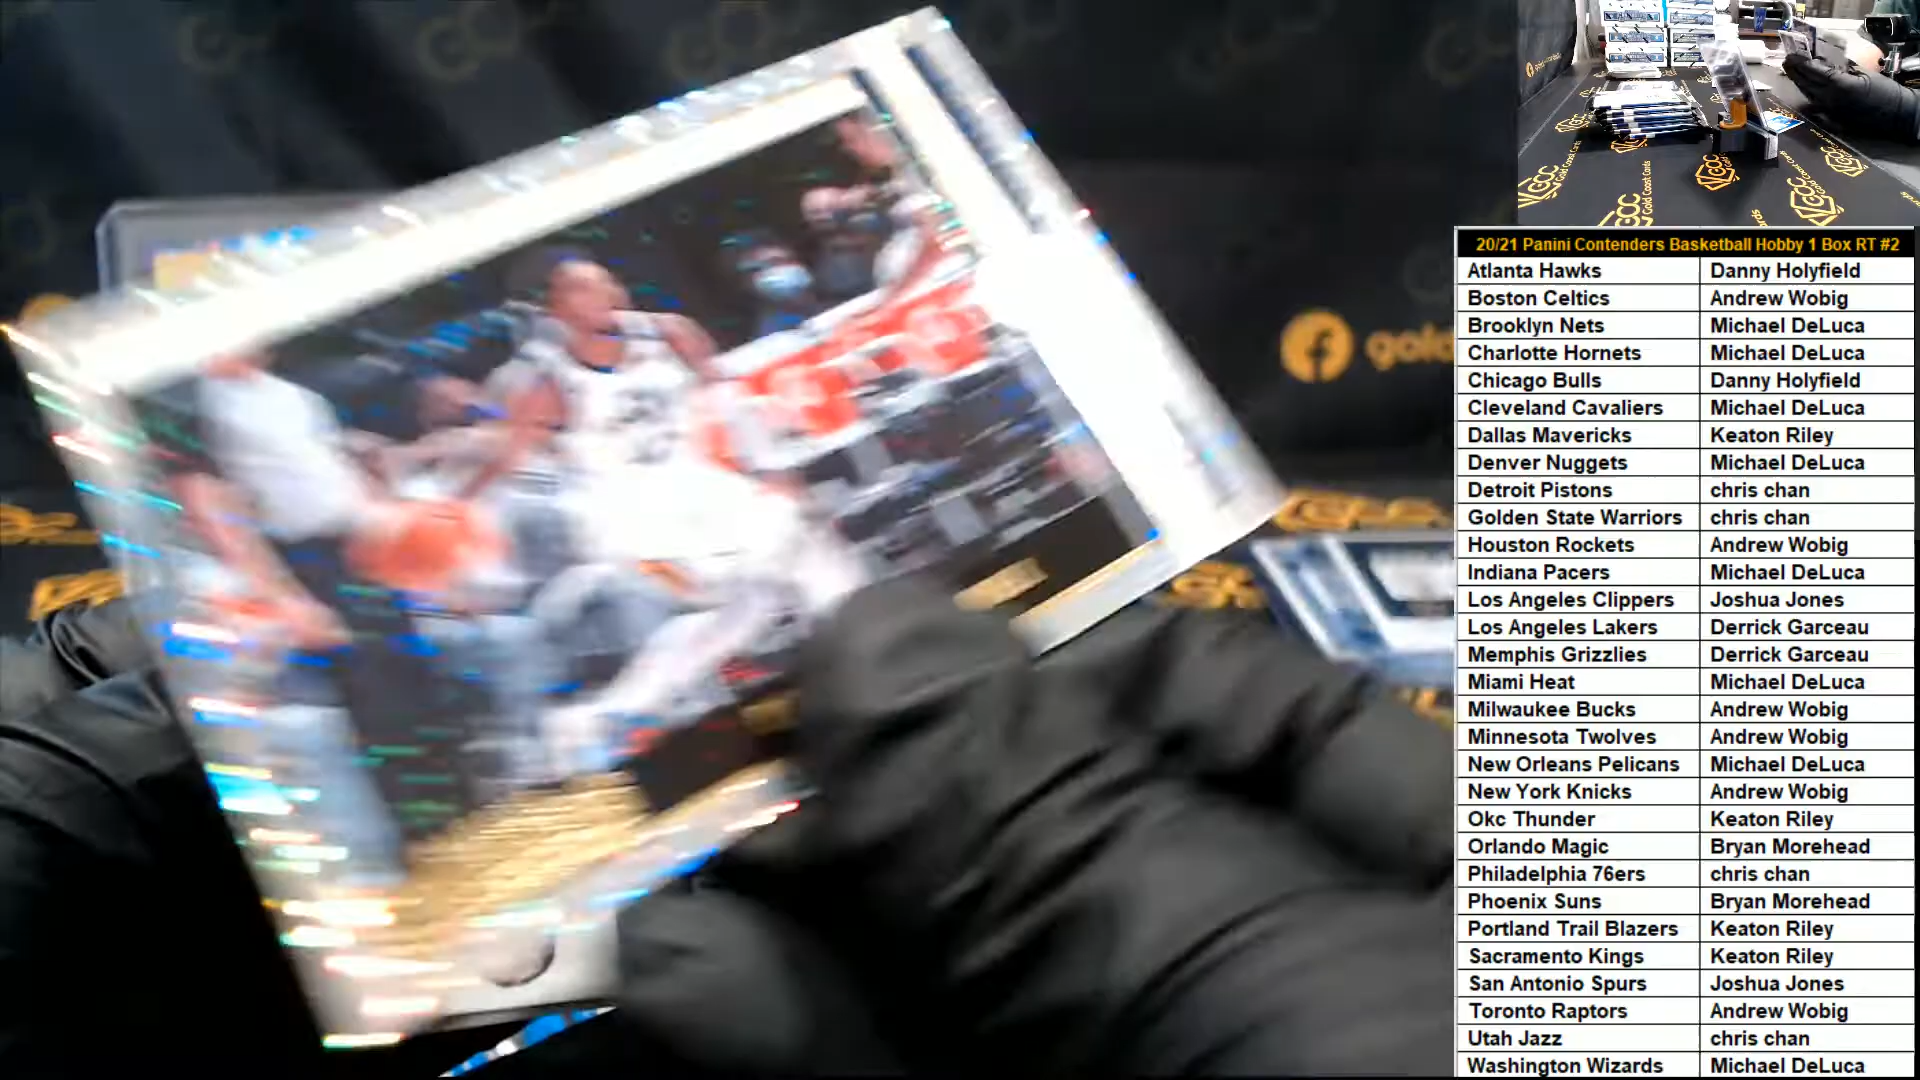 20/21 Panini Contenders Basketball Hobby 1 Box RT #2
Atlanta Hawks Danny Holyfield
Boston Celtics Andrew Wobig
Brooklyn Nets Michael DeLuca
Charlotte Hornets Michael DeLuca
Chicago Bulls Danny Holyfield
Cleveland Cavaliers Michael DeLuca
Dallas Mavericks Keaton Riley
Denver Nuggets Michael DeLuca
Detroit Pistons chris chan
Golden State Warriors chris chan
Houston Rockets Andrew Wobig
Indiana Pacers Michael DeLuca
Los Angeles Clippers Joshua Jones
Los Angeles Lakers Derrick Garceau
Memphis Grizzlies Derrick Garceau
Miami Heat Michael DeLuca
Milwaukee Bucks Andrew Wobig
Minnesota Twolves Andrew Wobig
New Orleans Pelicans Michael DeLuca
New York Knicks Andrew Wobig
Okc Thunder Keaton Riley
Orlando Magic Bryan Morehead
Philadelphia 76ers chris chan
Phoenix Suns Bryan Morehead
Portland Trail Blazers Keaton Riley
Sacramento Kings Keaton Riley
San Antonio Spurs Joshua Jones
Toronto Raptors Andrew Wobig
Utah Jazz chris chan
Washington Wizards Michael DeLuca
GCC
Gold Coast Cards
gold